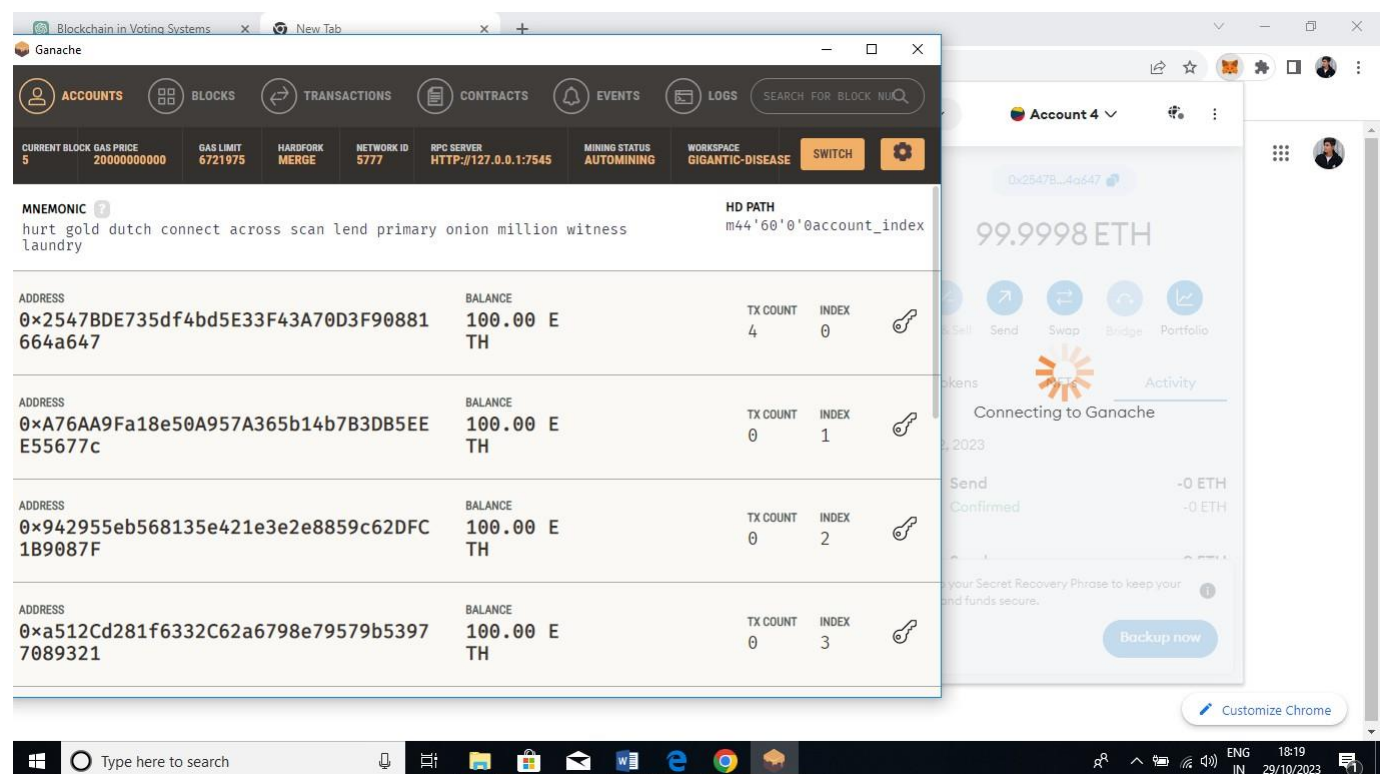 Blockchain in Voting Systems
New Tab
Ganache
ACCOUNTS BLOCKS TRANSACTIONS CONTRACTS EVENTS LOGS SEARCH FOR BLOCK NU
CURRENT BLOCK GAS PRICE GAS LIMIT HARDFORK NETWORK ID RPC SERVER MINING STATUS WORKSPACE
5 20000000000 6721975 MERGE 5777 HTTP://127.0.0.1:7545 AUTOMINING GIGANTIC-DISEASE SWITCH
MNEMONIC ? HD PATH
hurt gold dutch connect across scan lend primary onion million witness m44'60'0'0account_index
laundry
ADDRESS BALANCE TX COUNT INDEX
0×2547BDE735df4bd5E33F43A70D3F90881 100.00 E 4 0
664a647 TH
ADDRESS BALANCE TX COUNT INDEX
0×A76AA9Fa18e50A957A365b14b7B3DB5EE 100.00 E 0 1
E55677c TH
ADDRESS BALANCE TX COUNT INDEX
0×942955eb568135e421e3e2e8859c62DFC 100.00 E 0 2
1B9087F TH
ADDRESS BALANCE TX COUNT INDEX
0×a512Cd281f6332C62a6798e79579b5397 100.00 E 0 3
7089321 TH
Account 4
0x2547B...4a647
99.9998 ETH
Sell Send Swap Bridge Portfolio
NFTs Activity
Connecting to Ganache
2, 2023
Send -0 ETH
Confirmed -0 ETH
your Secret Recovery Phrase to keep your
and funds secure.
Backup now
Customize Chrome
Type here to search
ENG 18:19
IN 29/10/2023
1